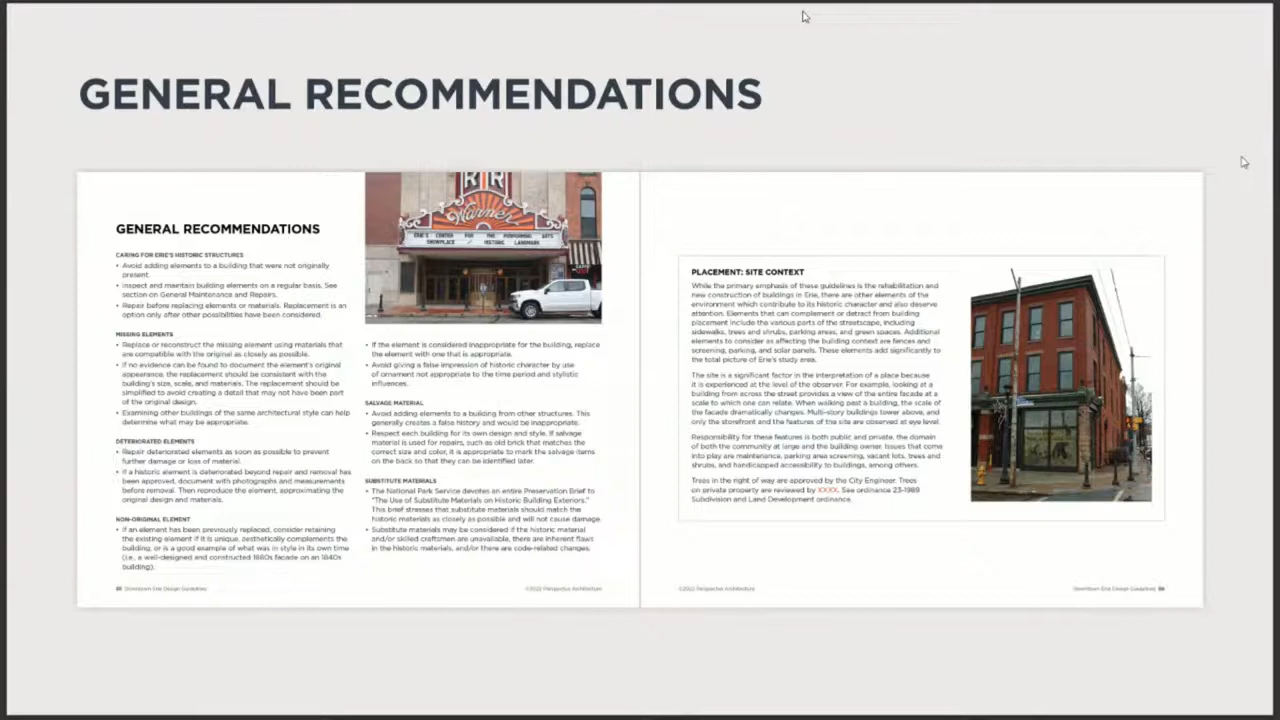 GENERAL RECOMMENDATIONS
GENERAL RECOMMENDATIONS
CARING FOR ERIE'S HISTORIC STRUCTURES
• Avoid adding elements to a building that were not originally
present.
• Inspect and maintain building elements on a regular basis. See
section on General Maintenance and Repairs.
• Repair before replacing elements or materials. Replacement is an
option only after other possibilities have been considered.
MISSING ELEMENTS
• Replace or reconstruct the missing element using materials that
are compatible with the original as closely as possible.
• If no evidence can be found to document the element's original
appearance, the replacement should be consistent with the
building's size, scale, and materials. The replacement should be
simplified to avoid creating a detail that may not have been part
of the original design.
• Examining other buildings of the same architectural style can help
determine what may be appropriate.
DETERIORATED ELEMENTS
• Repair deteriorated elements as soon as possible to prevent
further damage or loss of material.
• If a historic element is deteriorated beyond repair and removal has
been approved, document with photographs and measurements
before removal. Then reproduce the element, approximating the
original design and materials.
NON-ORIGINAL ELEMENT
• If an element has been previously replaced, consider retaining
the existing element if it is unique, aesthetically complements the
building, or is a good example of what was in style in its own time
(i.e., a well-designed and constructed 1880s facade on an 1840s
building).
Downtown Erie Design Guidelines
RR
Warner
ERIE'S CENTER FOR THE PERFORMING ARTS
SHOWPLACE HISTORIC LANDMARK
• If the element is considered inappropriate for the building, replace
the element with one that is appropriate.
• Avoid giving a false impression of historic character by use
of ornament not appropriate to the time period and stylistic
influences.
SALVAGE MATERIAL
• Avoid adding elements to a building from other structures. This
generally creates a false history and would be inappropriate.
• Respect each building for its own design and style. If salvage
material is used for repairs, such as old brick that matches the
correct size and color, it is appropriate to mark the salvage items
on the back so that they can be identified later.
SUBSTITUTE MATERIALS
• The National Park Service devotes an entire Preservation Brief to
"The Use of Substitute Materials on Historic Building Exteriors."
This brief stresses that substitute materials should match the
historic materials as closely as possible and will not cause damage.
• Substitute materials may be considered if the historic material
and/or skilled craftsmen are unavailable, there are inherent flaws
in the historic materials, and/or there are code-related changes.
©2022 Perspectus Architecture
PLACEMENT: SITE CONTEXT
While the primary emphasis of these guidelines is the rehabilitation and
new construction of buildings in Erie, there are other elements of the
environment which contribute to its historic character and also deserve
attention. Elements that can complement or detract from building
placement include the various parts of the streetscape, including
sidewalks, trees and shrubs, parking areas, and green spaces. Additional
elements to consider as affecting the building context are fences and
screening, parking, and solar panels. These elements add significantly to
the total picture of Erie's study area.
The site is a significant factor in the interpretation of a place because
it is experienced at the level of the observer. For example, looking at a
building from across the street provides a view of the entire facade at a
scale to which one can relate. When walking past a building, the scale of
the facade dramatically changes. Multi-story buildings tower above, and
only the storefront and the features of the site are observed at eye level.
Responsibility for these features is both public and private, the domain
of both the community at large and the building owner. Issues that come
into play are maintenance, parking area screening, vacant lots, trees and
shrubs, and handicapped accessibility to buildings, among others.
Trees in the right of way are approved by the City Engineer. Trees
on private property are reviewed by XXXX. See ordinance 23-1989
Subdivision and Land Development ordinance.
©2022 Perspectus Architecture
Downtown Erie Design Guidelines